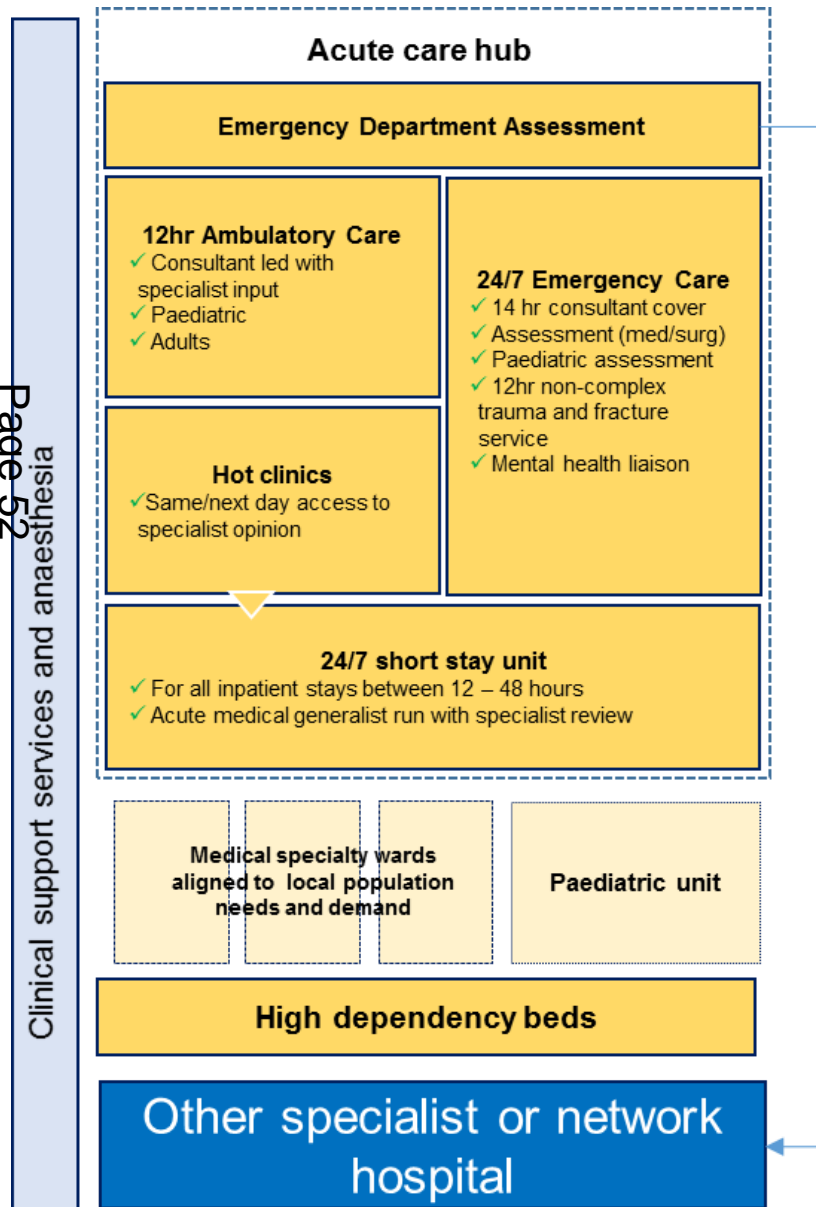 Acute care hub
Emergency Department Assessment
12hr Ambulatory Care
✓ Consultant led with
specialist input
✓ Paediatric
✓ Adults
24/7 Emergency Care
✓ 14 hr consultant cover
✓ Assessment (med/surg)
✓ Paediatric assessment
✓ 12hr non-complex
trauma and fracture
service
✓ Mental health liaison
Hot clinics
✓ Same/next day access to
specialist opinion
24/7 short stay unit
✓ For all inpatient stays between 12 – 48 hours
✓ Acute medical generalist run with specialist review
Medical specialty wards
aligned to local population
needs and demand
Paediatric unit
High dependency beds
Other specialist or network
hospital
Clinical support services and anaesthesia
Page 52